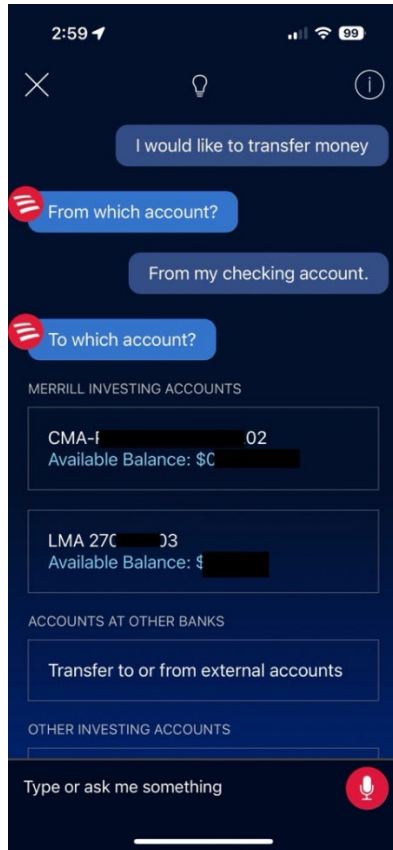 2:59
99
I would like to transfer money
From which account?
From my checking account.
To which account?
MERRILL INVESTING ACCOUNTS
CMA- 02
Available Balance: $
LMA 27 03
Available Balance: $
ACCOUNTS AT OTHER BANKS
Transfer to or from external accounts
OTHER INVESTING ACCOUNTS
Type or ask me something